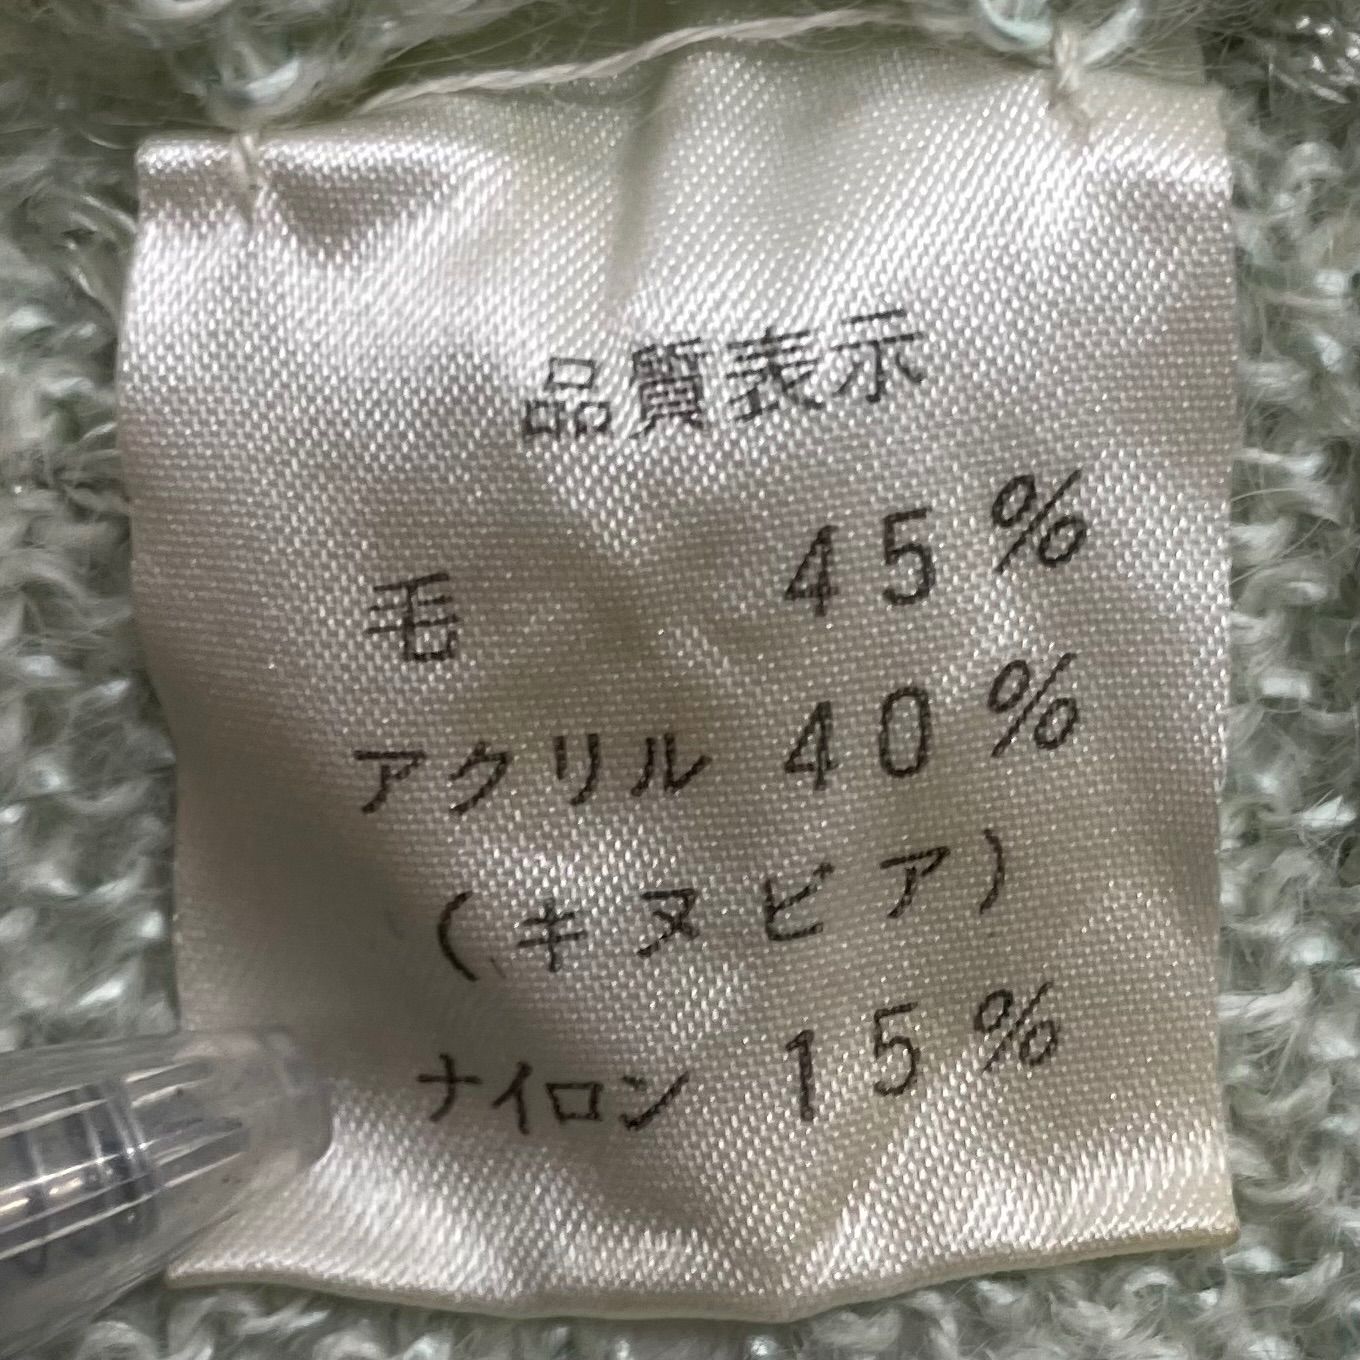 品質表示
毛 45%
アクリル 40%
(キヌビア)
ナイロン 15%